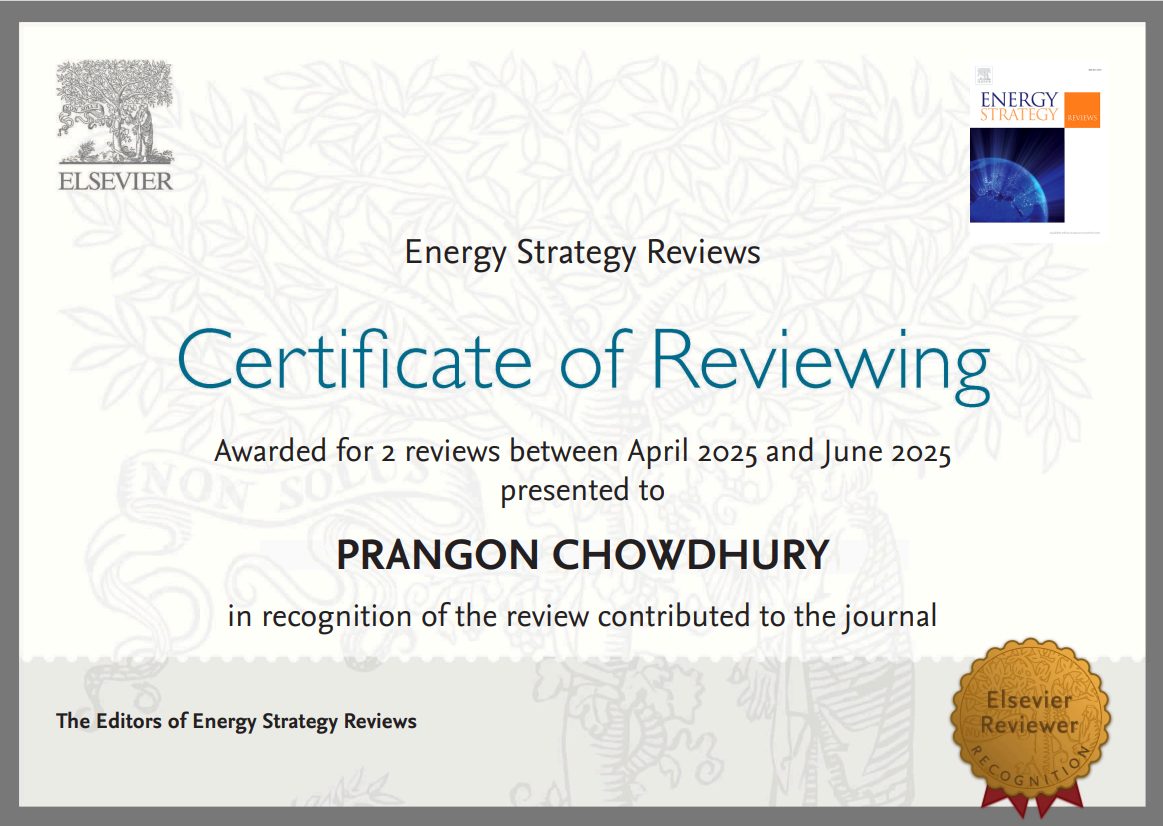 ELSEVIER
ENERGY
STRATEGY
REVIEWS
Energy Strategy Reviews
Certificate of Reviewing
Awarded for 2 reviews between April 2025 and June 2025
presented to
PRANGON CHOWDHURY
in recognition of the review contributed to the journal
NON SOLUS
The Editors of Energy Strategy Reviews
Elsevier
Reviewer
RECOGNITION